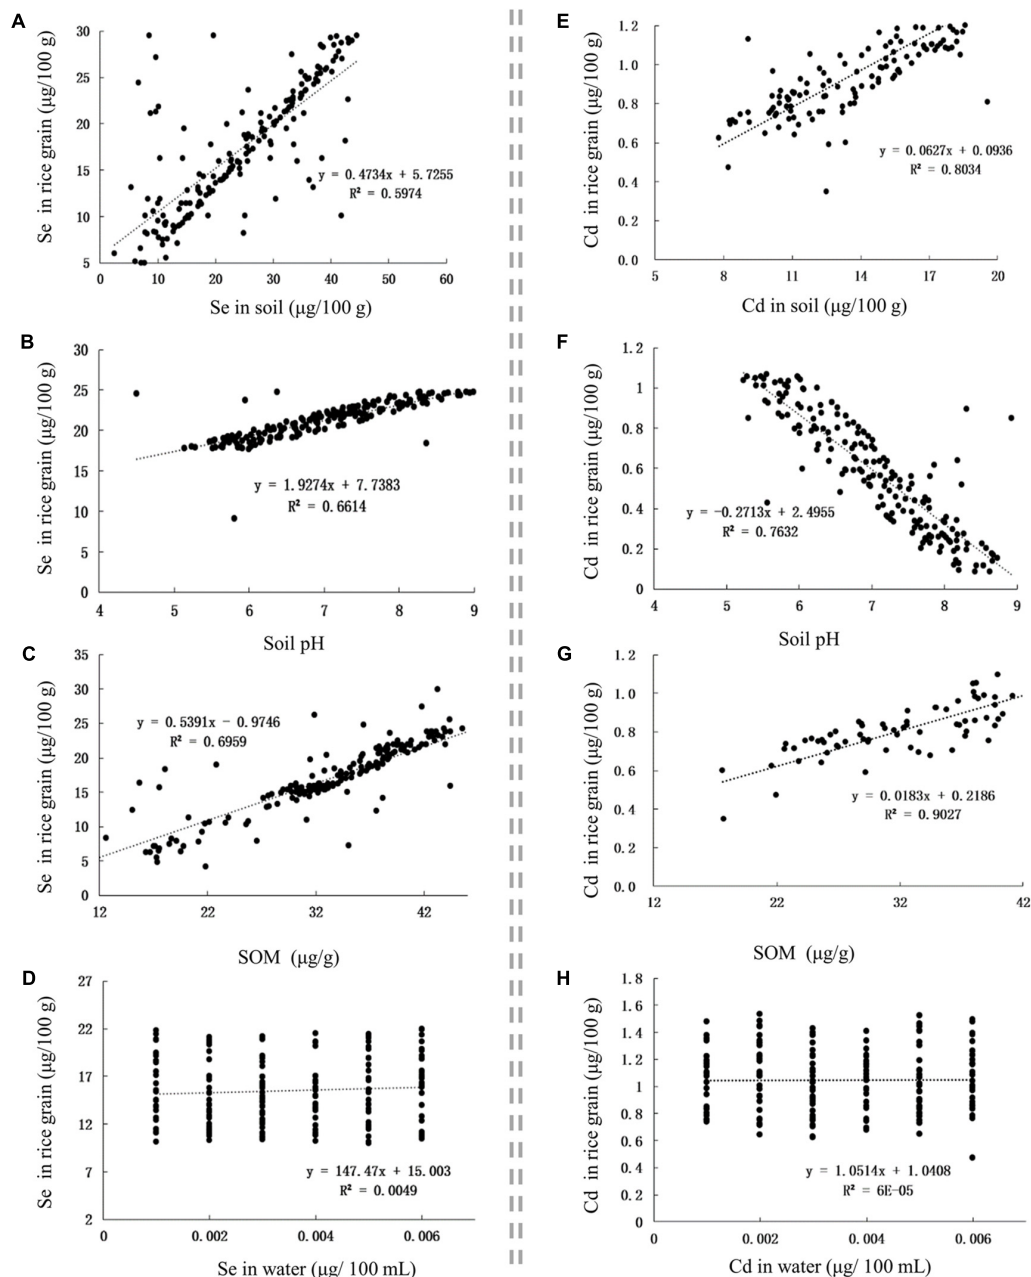 A
Se in rice grain (μg/100 g)
30
25
20
15
10
5
0 10 20 30 40 50 60
y = 0.4734x + 5.7255
R² = 0.5974
Se in soil (μg/100 g)
B
Se in rice grain (μg/100 g)
30
25
20
15
10
5
0
4 5 6 7 8 9
y = 1.9274x + 7.7383
R² = 0.6614
Soil pH
C
Se in rice grain (μg/100 g)
35
30
25
20
15
10
5
0
12 22 32 42
y = 0.5391x − 0.9746
R² = 0.6959
SOM (μg/g)
D
Se in rice grain (μg/100 g)
27
22
17
12
7
2
0 0.002 0.004 0.006
y = 147.47x + 15.003
R² = 0.0049
Se in water (μg/ 100 mL)
E
Cd in rice grain (μg/100 g)
1.2
1.0
0.8
0.6
0.4
0.2
0.0
5 8 11 14 17 20
y = 0.0627x + 0.0936
R² = 0.8034
Cd in soil (μg/100 g)
F
Cd in rice grain (μg/100 g)
1.2
1
0.8
0.6
0.4
0.2
0
4 5 6 7 8 9
y = −0.2713x + 2.4955
R² = 0.7632
Soil pH
G
Cd in rice grain (μg/100 g)
1.2
1.0
0.8
0.6
0.4
0.2
0.0
12 22 32 42
y = 0.0183x + 0.2186
R² = 0.9027
SOM (μg/g)
H
Cd in rice grain (μg/100 g)
1.8
1.6
1.4
1.2
1
0.8
0.6
0.4
0.2
0
0 0.002 0.004 0.006
y = 1.0514x + 1.0408
R² = 6E-05
Cd in water (μg/ 100 mL)